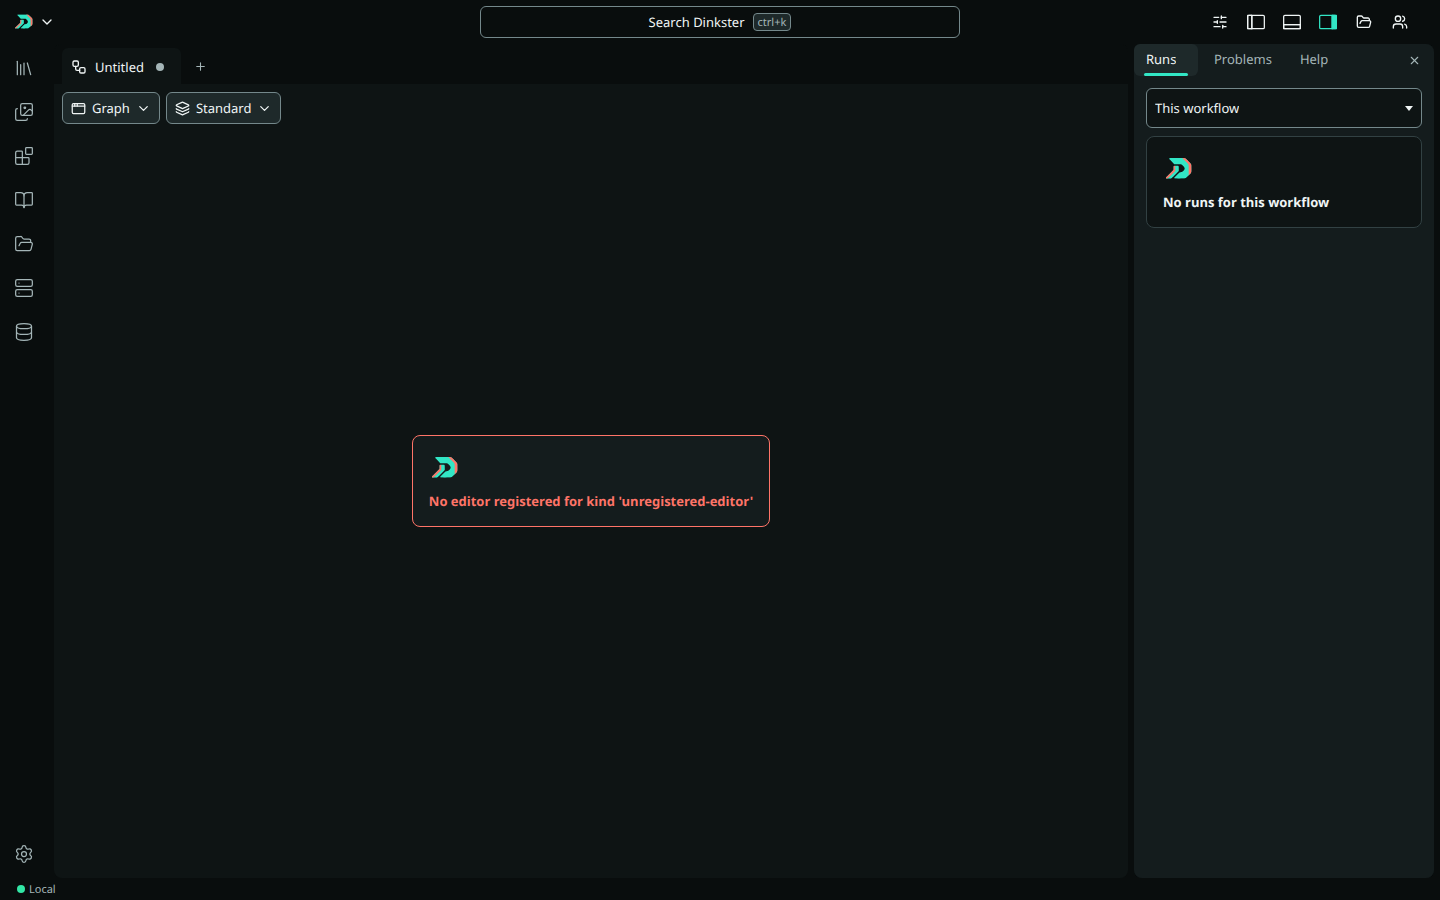 Search Dinkster ctrl+k
Untitled
Runs Problems Help
Graph Standard
This workflow
No runs for this workflow
No editor registered for kind 'unregistered-editor'
Local